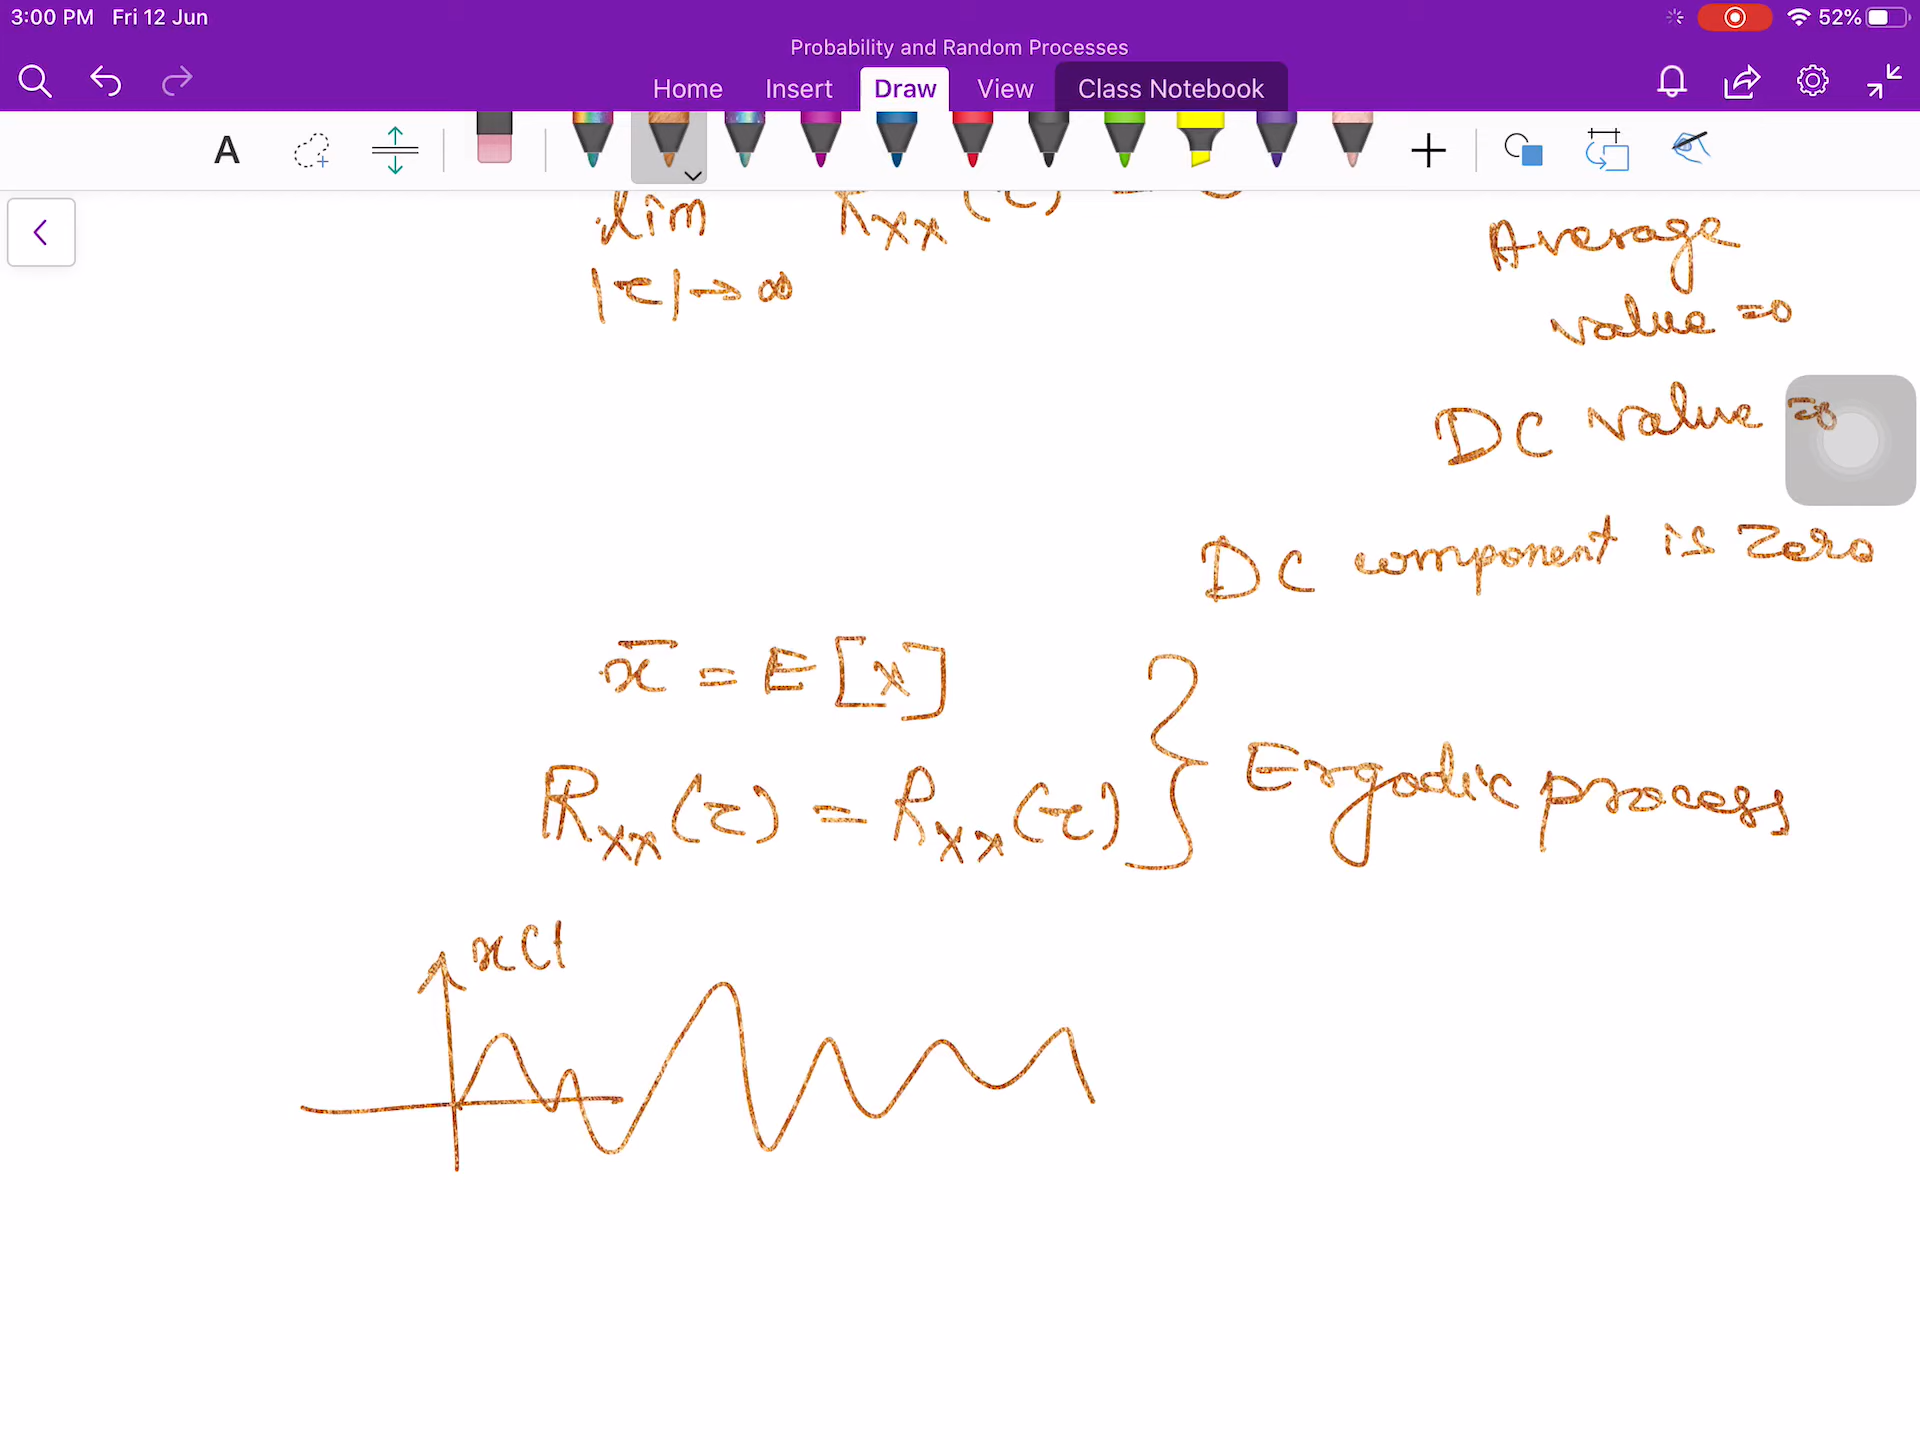 3:00 PM Fri 12 Jun
52%
Probability and Random Processes
Home Insert Draw View Class Notebook
A
lim Rxx(τ) = 0
|τ|→∞
Average
value =0
DC value =0
DC component is Zero
x̄ = E[x]
ℝxx(τ) = Rxx(τ) } Ergodic process
x(t